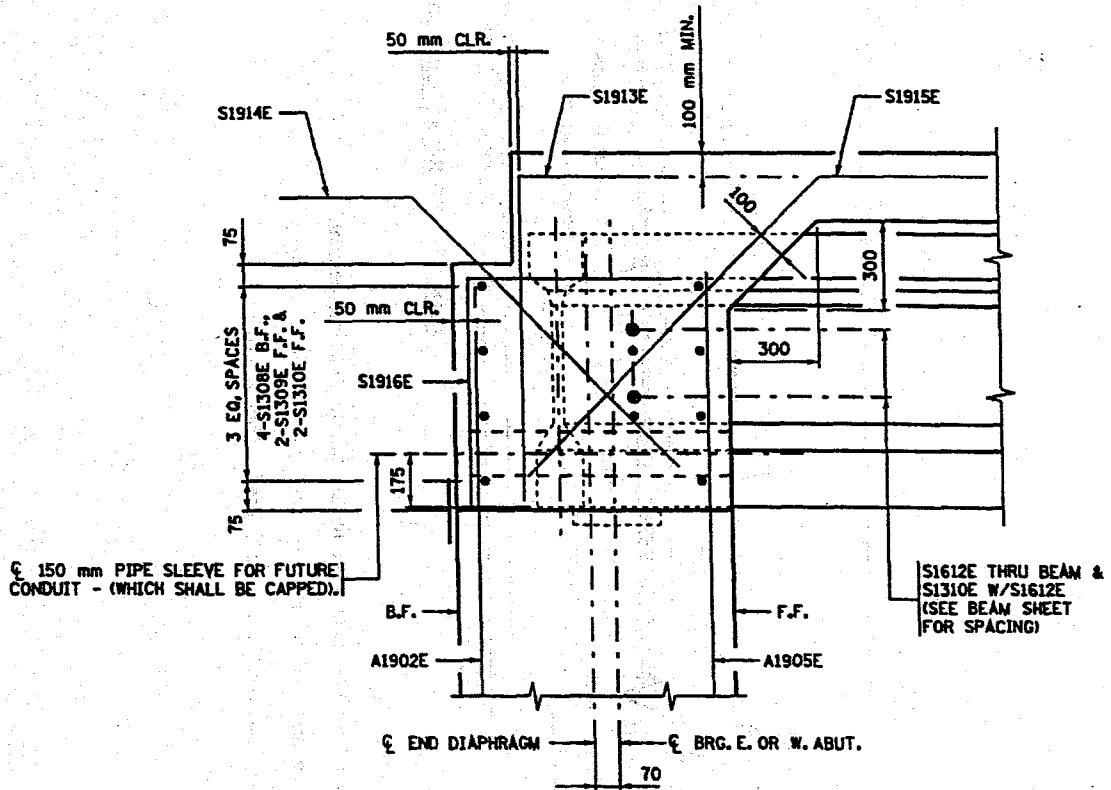 50 mm CLR.
100 mm MIN.
S1914E
S1913E
S1915E
100
75
300
50 mm CLR.
3 EQ. SPACES
4-S1308E B.F.,
2-S1309E F.F. &
2-S1310E F.F.
S1916E
300
175
75
℄ 150 mm PIPE SLEEVE FOR FUTURE
CONDUIT - (WHICH SHALL BE CAPPED).
S1612E THRU BEAM &
S1310E W/S1612E
(SEE BEAM SHEET
FOR SPACING)
B.F.
F.F.
A1902E
A1905E
℄ END DIAPHRAGM
℄ BRG. E. OR W. ABUT.
70